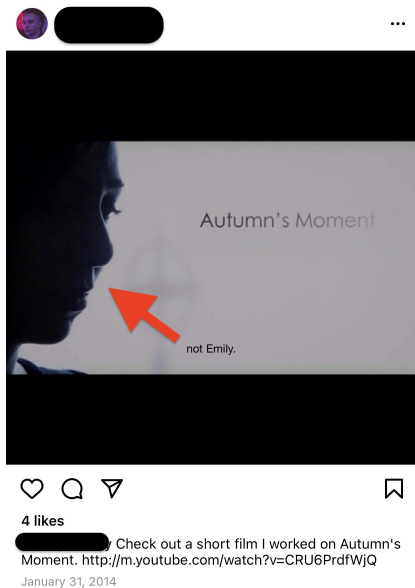 Autumn's Moment
not Emily.
4 likes
Check out a short film I worked on Autumn's
Moment. http://m.youtube.com/watch?v=CRU6PrdfWjQ
January 31, 2014